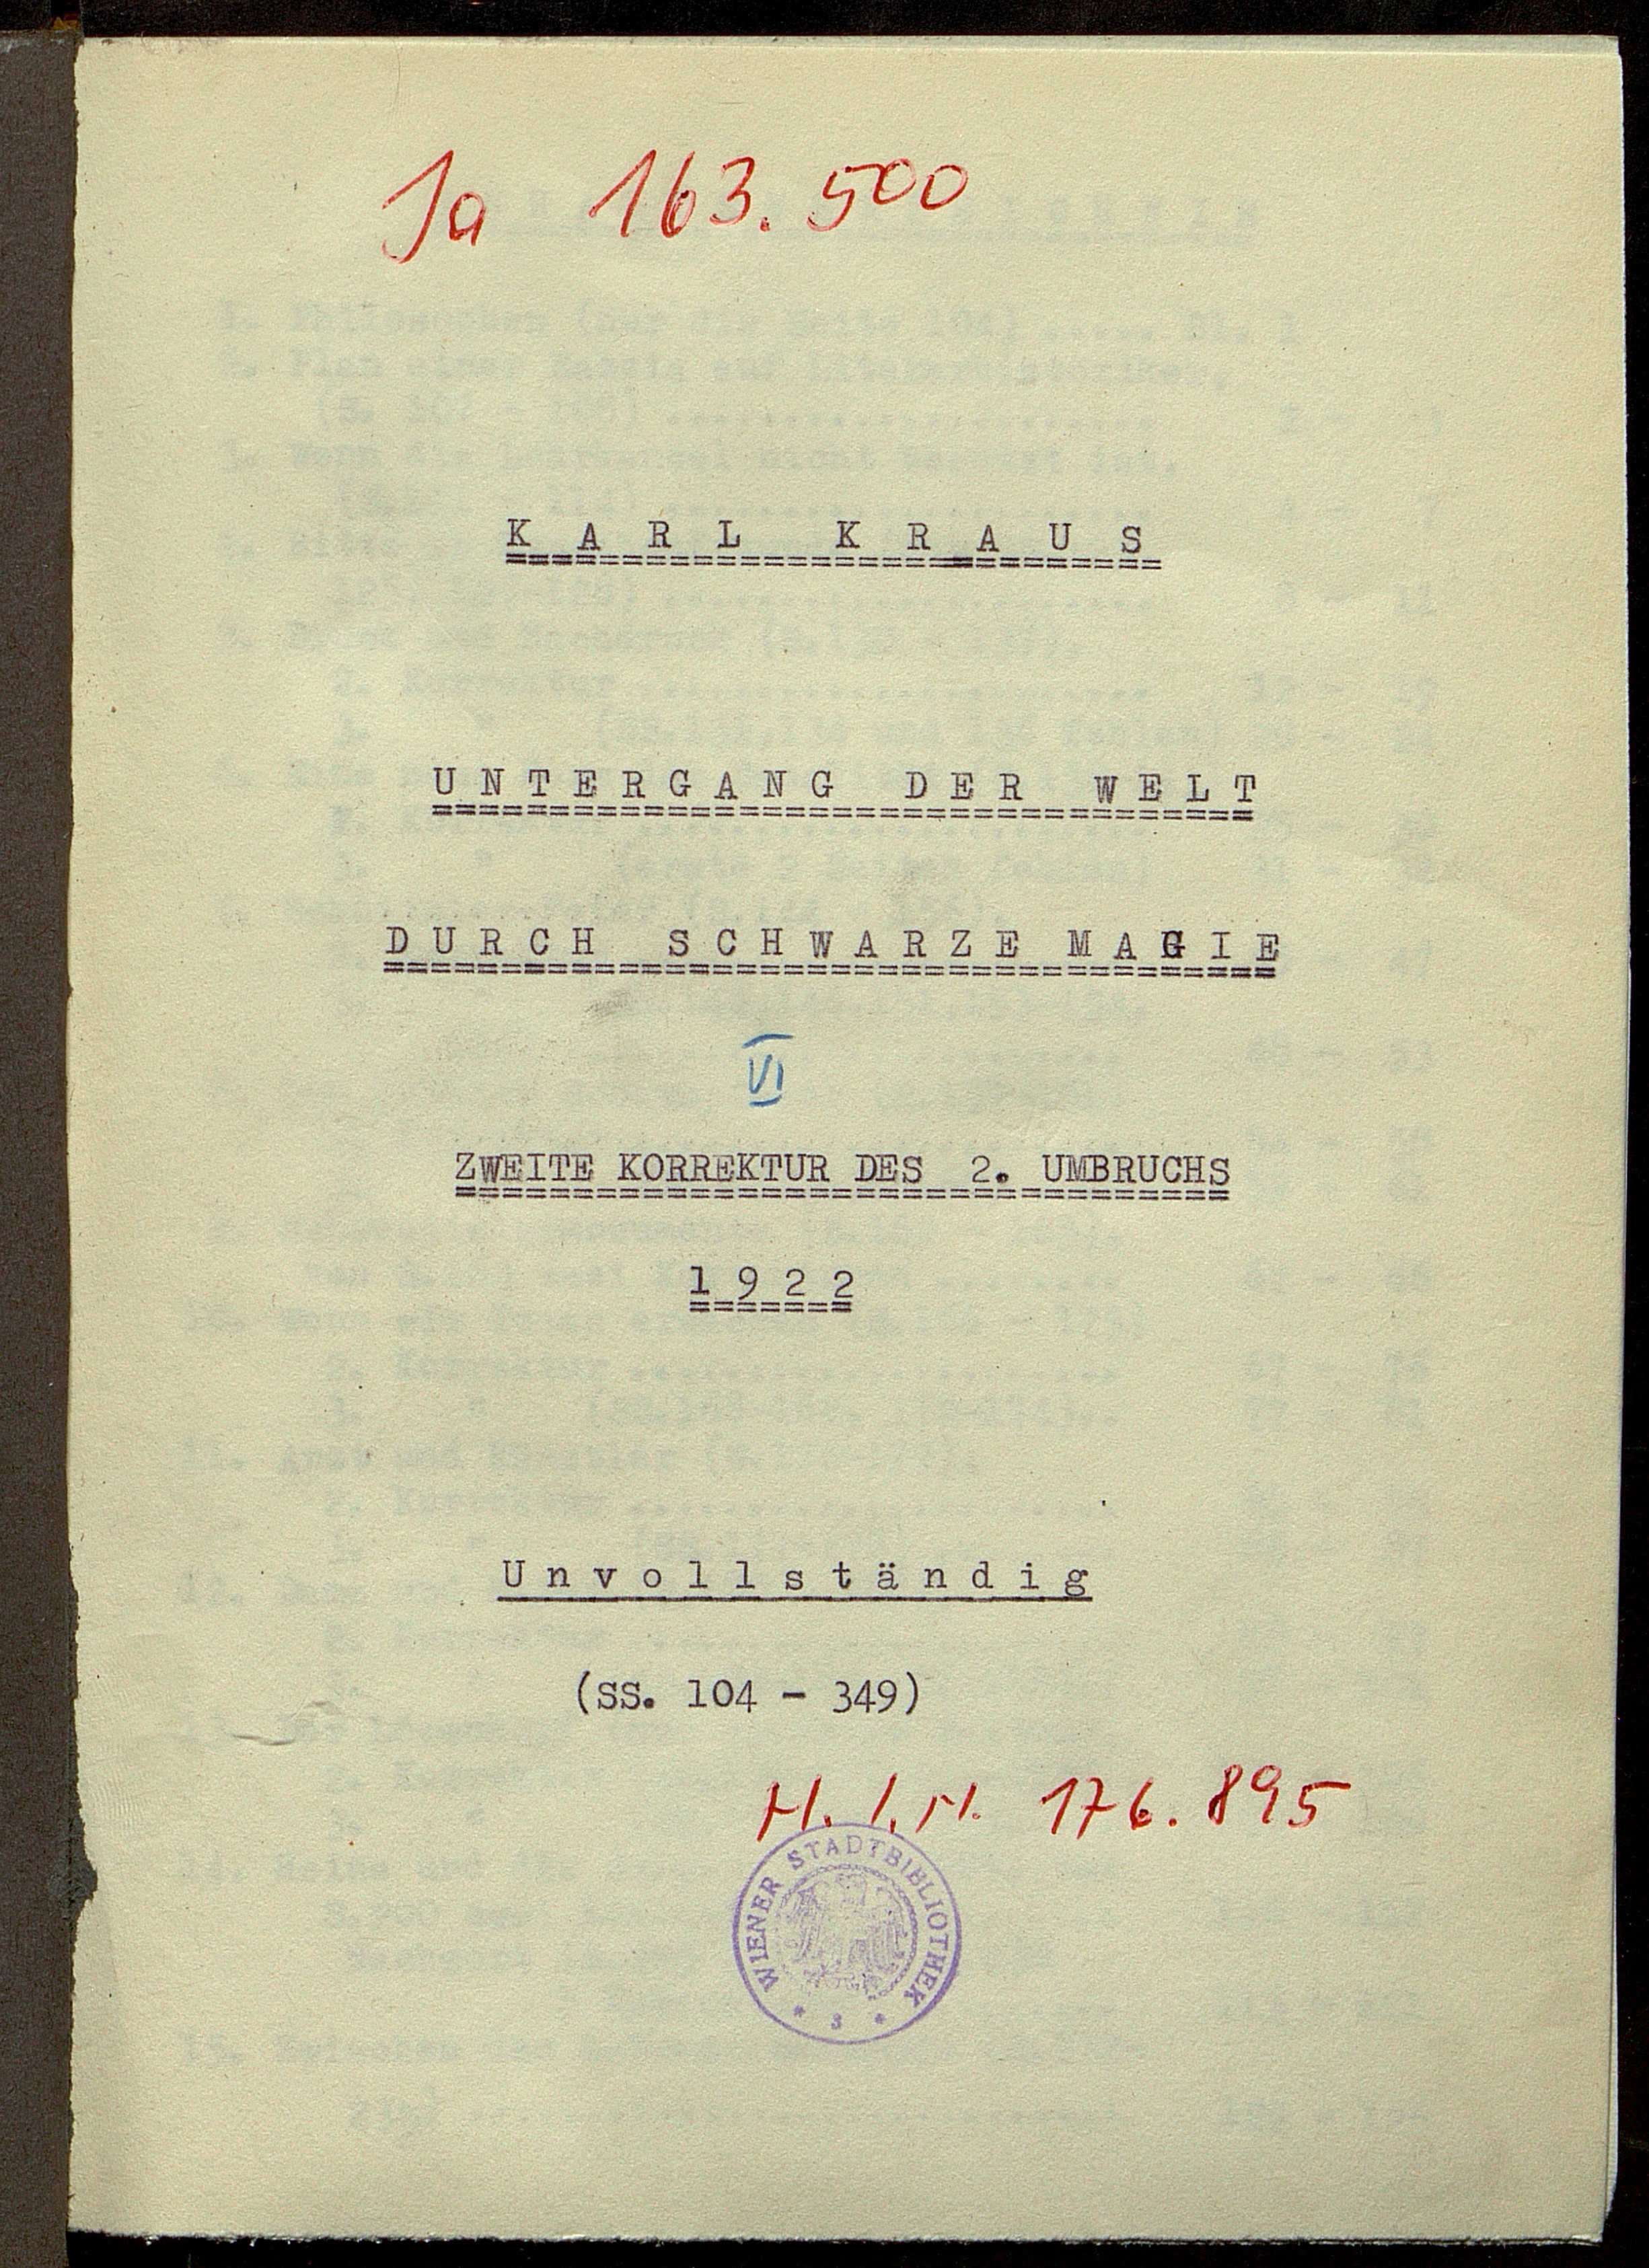 Ja 163.500
KARL KRAUS
UNTERGANG DER WELT
DURCH SCHWARZE MAGIE
VI
ZWEITE KORREKTUR DES 2. UMBRUCHS
1922
Unvollständig
(SS. 104 - 349)
H. I. N. 176.895
WIENER STADTBIBLIOTHEK
* 3 *